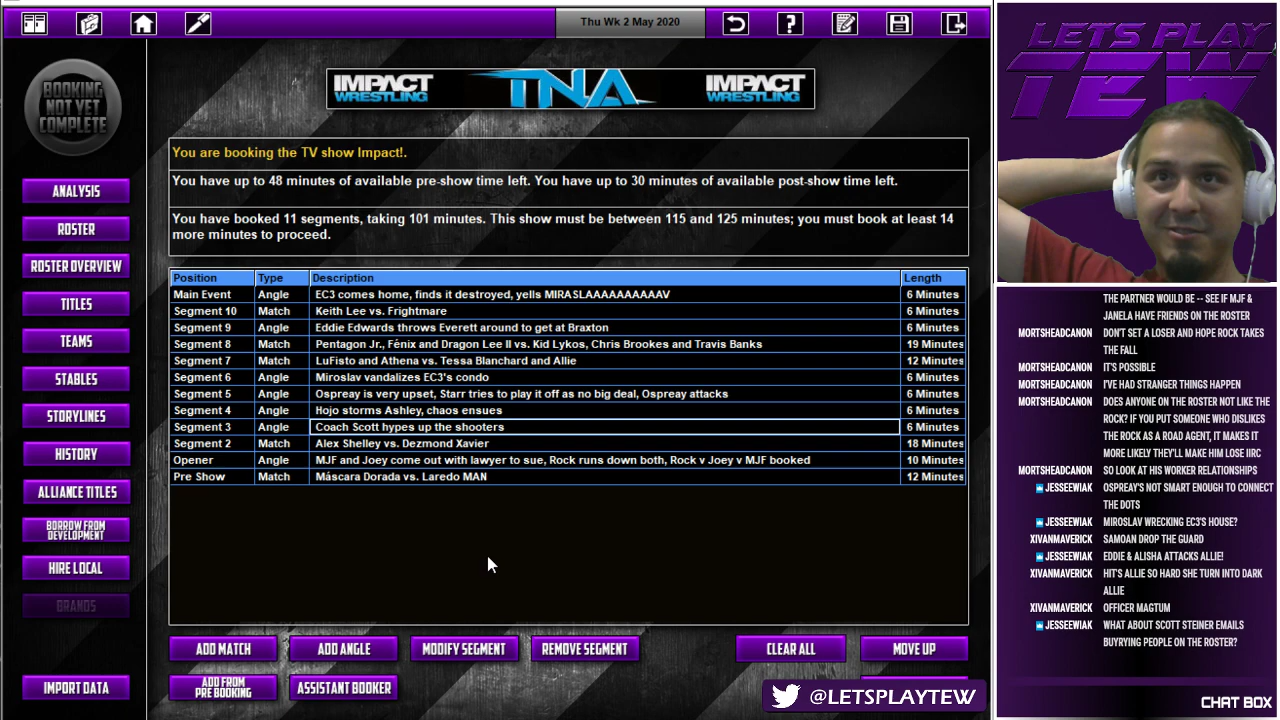 Thu Wk 2 May 2020
LETS PLAY
TEW
BOOKING
NOT YET
COMPLETE
IMPACT
WRESTLING
TNA
IMPACT
WRESTLING
You are booking the TV show Impact!.
You have up to 48 minutes of available pre-show time left. You have up to 30 minutes of available post-show time left.
You have booked 11 segments, taking 101 minutes. This show must be between 115 and 125 minutes; you must book at least 14
more minutes to proceed.
ANALYSIS
ROSTER
ROSTER OVERVIEW
TITLES
TEAMS
STABLES
STORYLINES
HISTORY
ALLIANCE TITLES
BORROW FROM
DEVELOPMENT
HIRE LOCAL
BRANDS
IMPORT DATA
Position Type Description Length
Main Event Angle EC3 comes home, finds it destroyed, yells MIRASLAAAAAAAAAAV 6 Minutes
Segment 10 Match Keith Lee vs. Frightmare 6 Minutes
Segment 9 Angle Eddie Edwards throws Everett around to get at Braxton 6 Minutes
Segment 8 Match Pentagon Jr., Fénix and Dragon Lee II vs. Kid Lykos, Chris Brookes and Travis Banks 19 Minutes
Segment 7 Match LuFisto and Athena vs. Tessa Blanchard and Allie 12 Minutes
Segment 6 Angle Miroslav vandalizes EC3's condo 6 Minutes
Segment 5 Angle Ospreay is very upset, Starr tries to play it off as no big deal, Ospreay attacks 6 Minutes
Segment 4 Angle Hojo storms Ashley, chaos ensues 6 Minutes
Segment 3 Angle Coach Scott hypes up the shooters 6 Minutes
Segment 2 Match Alex Shelley vs. Dezmond Xavier 18 Minutes
Opener Angle MJF and Joey come out with lawyer to sue, Rock runs down both, Rock v Joey v MJF booked 10 Minutes
Pre Show Match Máscara Dorada vs. Laredo MAN 12 Minutes
ADD MATCH
ADD ANGLE
MODIFY SEGMENT
REMOVE SEGMENT
CLEAR ALL
MOVE UP
ADD FROM
PRE BOOKING
ASSISTANT BOOKER
@LETSPLAYTEW
THE PARTNER WOULD BE -- SEE IF MJF &
JANELA HAVE FRIENDS ON THE ROSTER
MORTSHEADCANON DON'T SET A LOSER AND HOPE ROCK TAKES
THE FALL
MORTSHEADCANON IT'S POSSIBLE
MORTSHEADCANON I'VE HAD STRANGER THINGS HAPPEN
MORTSHEADCANON DOES ANYONE ON THE ROSTER NOT LIKE THE
ROCK? IF YOU PUT SOMEONE WHO DISLIKES
THE ROCK AS A ROAD AGENT, IT MAKES IT
MORE LIKELY THEY'LL MAKE HIM LOSE IIRC
MORTSHEADCANON SO LOOK AT HIS WORKER RELATIONSHIPS
JESSEEWIAK OSPREAY'S NOT SMART ENOUGH TO CONNECT
THE DOTS
JESSEEWIAK MIROSLAV WRECKING EC3'S HOUSE?
XIVANMAVERICK SAMOAN DROP THE GUARD
JESSEEWIAK EDDIE & ALISHA ATTACKS ALLIE!
XIVANMAVERICK HIT'S ALLIE SO HARD SHE TURN INTO DARK
ALLIE
XIVANMAVERICK OFFICER MAGTUM
JESSEEWIAK WHAT ABOUT SCOTT STEINER EMAILS
BUYRYING PEOPLE ON THE ROSTER?
CHAT BOX